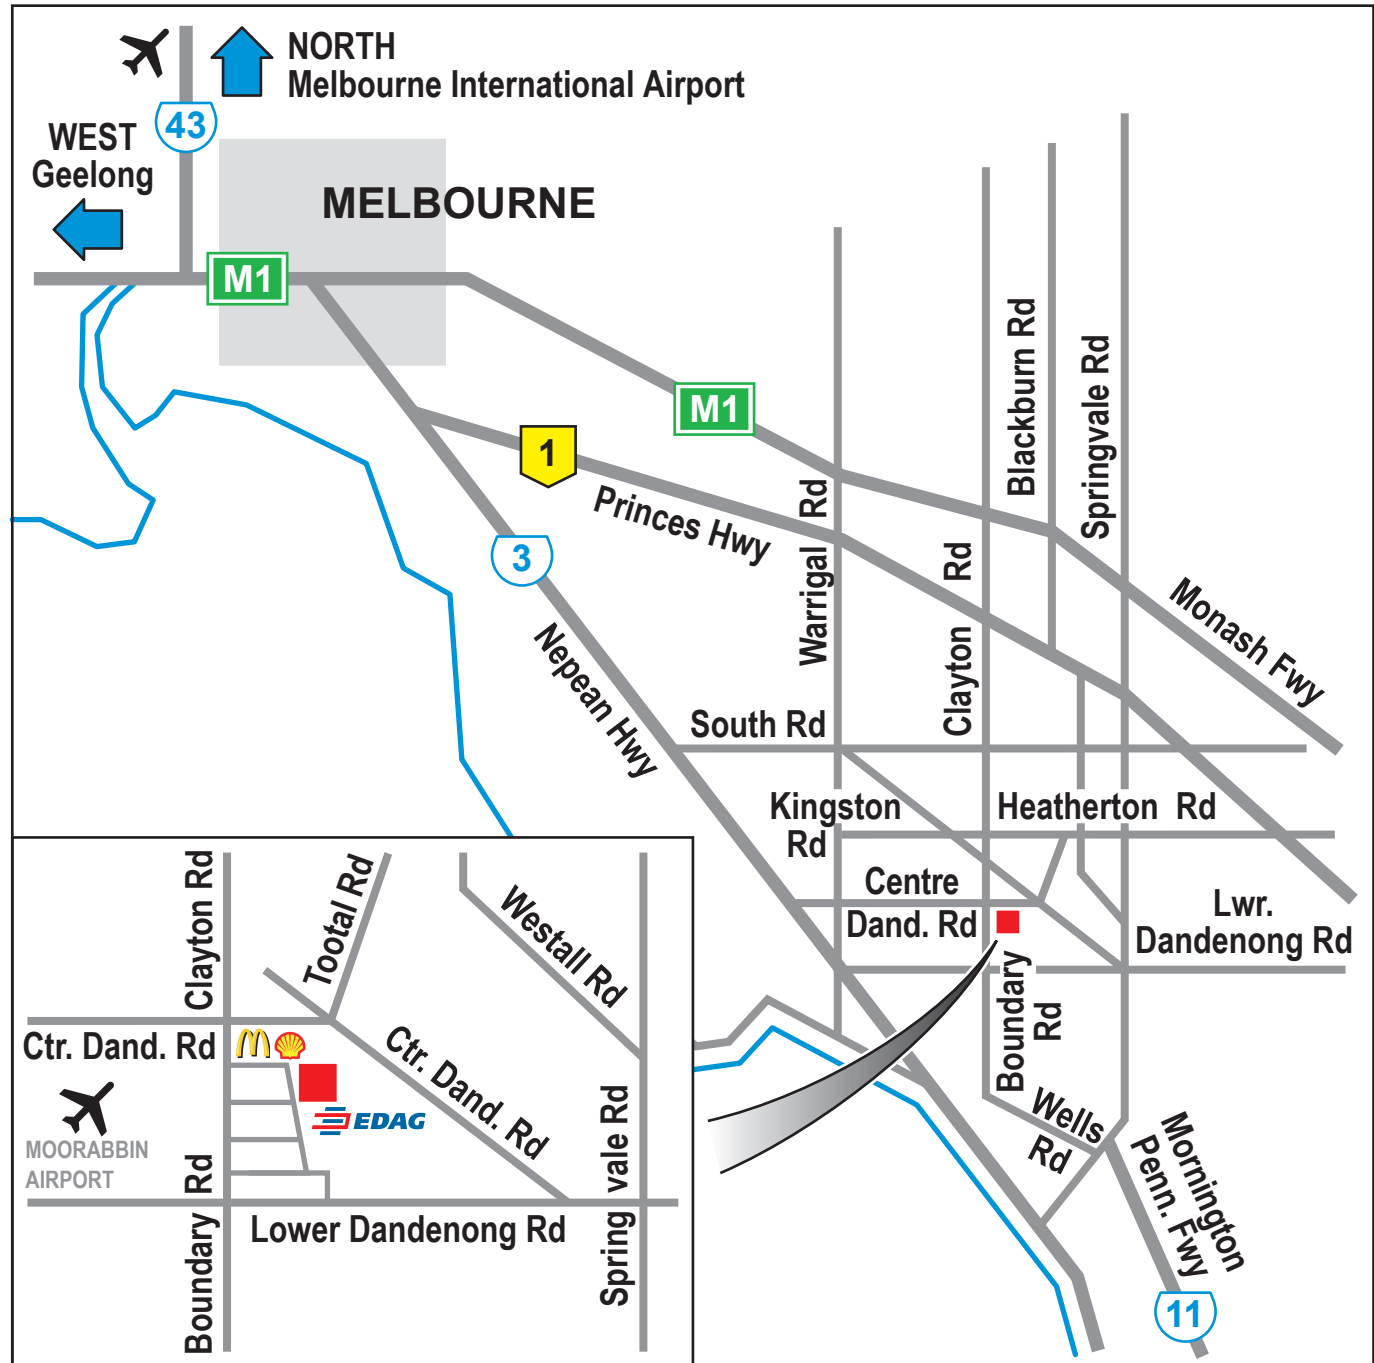 NORTH
Melbourne International Airport
43
WEST
Geelong
MELBOURNE
M1
M1
1
Princes Hwy
3
Nepean Hwy
Warrigal Rd
Clayton Rd
Blackburn Rd
Springvale Rd
Monash Fwy
South Rd
Kingston
Rd
Heatherton Rd
Centre
Dand. Rd
Lwr.
Dandenong Rd
Boundary
Rd
Wells
Rd
Mornington
Penn. Fwy
11
Clayton Rd
Tootal Rd
Westall Rd
Ctr. Dand. Rd
Ctr. Dand. Rd
EDAG
MOORABBIN
AIRPORT
Boundary Rd
Lower Dandenong Rd
Spring vale Rd